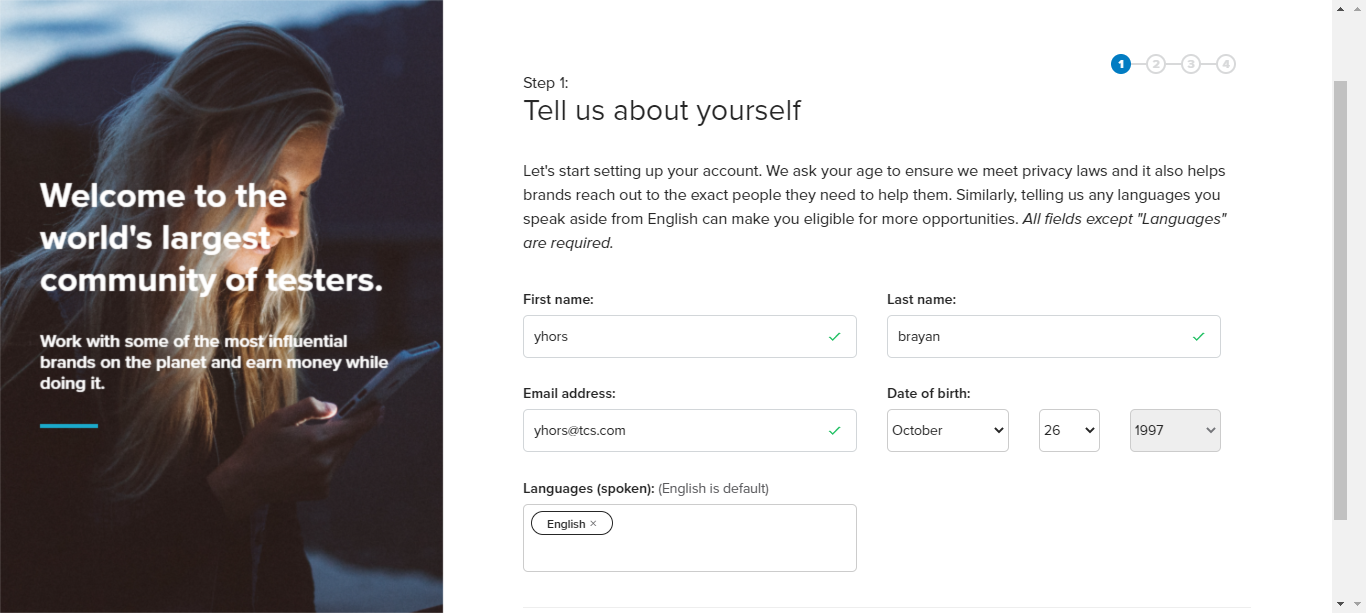 Welcome to the
world's largest
community of testers.
Work with some of the most influential
brands on the planet and earn money while
doing it.
1 2 3 4
Step 1:
Tell us about yourself
Let's start setting up your account. We ask your age to ensure we meet privacy laws and it also helps
brands reach out to the exact people they need to help them. Similarly, telling us any languages you
speak aside from English can make you eligible for more opportunities. All fields except "Languages"
are required.
First name: Last name:
yhors brayan
Email address: Date of birth:
yhors@tcs.com October 26 1997
Languages (spoken): (English is default)
English ×